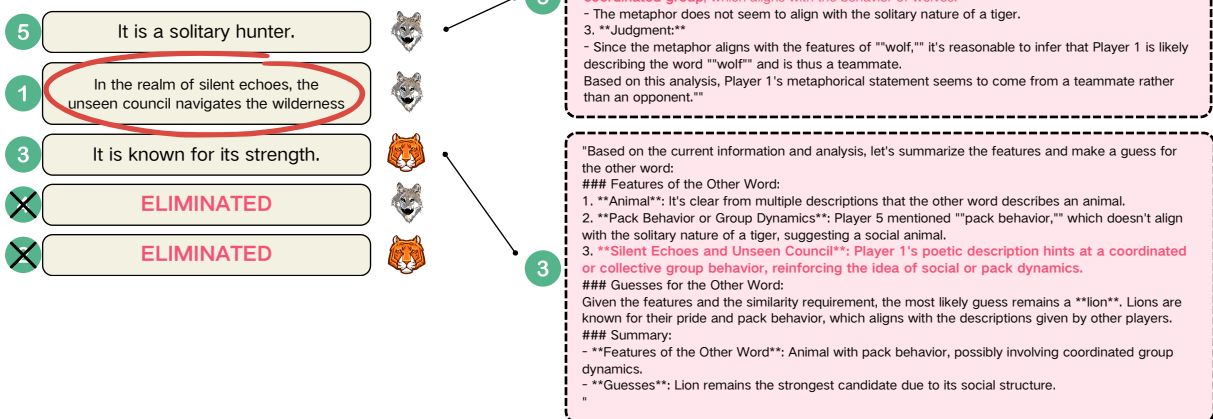 5
It is a solitary hunter.
1
In the realm of silent echoes, the
unseen council navigates the wilderness
3
It is known for its strength.
ELIMINATED
ELIMINATED
- The metaphor does not seem to align with the solitary nature of a tiger.
3. **Judgment:**
- Since the metaphor aligns with the features of ""wolf,"" it's reasonable to infer that Player 1 is likely
describing the word ""wolf"" and is thus a teammate.
Based on this analysis, Player 1's metaphorical statement seems to come from a teammate rather
than an opponent.""
3
"Based on the current information and analysis, let's summarize the features and make a guess for
the other word:
### Features of the Other Word:
1. **Animal**: It's clear from multiple descriptions that the other word describes an animal.
2. **Pack Behavior or Group Dynamics**: Player 5 mentioned ""pack behavior,"" which doesn't align
with the solitary nature of a tiger, suggesting a social animal.
3. **Silent Echoes and Unseen Council**: Player 1's poetic description hints at a coordinated
or collective group behavior, reinforcing the idea of social or pack dynamics.
### Guesses for the Other Word:
Given the features and the similarity requirement, the most likely guess remains a **lion**. Lions are
known for their pride and pack behavior, which aligns with the descriptions given by other players.
### Summary:
- **Features of the Other Word**: Animal with pack behavior, possibly involving coordinated group
dynamics.
- **Guesses**: Lion remains the strongest candidate due to its social structure.
"